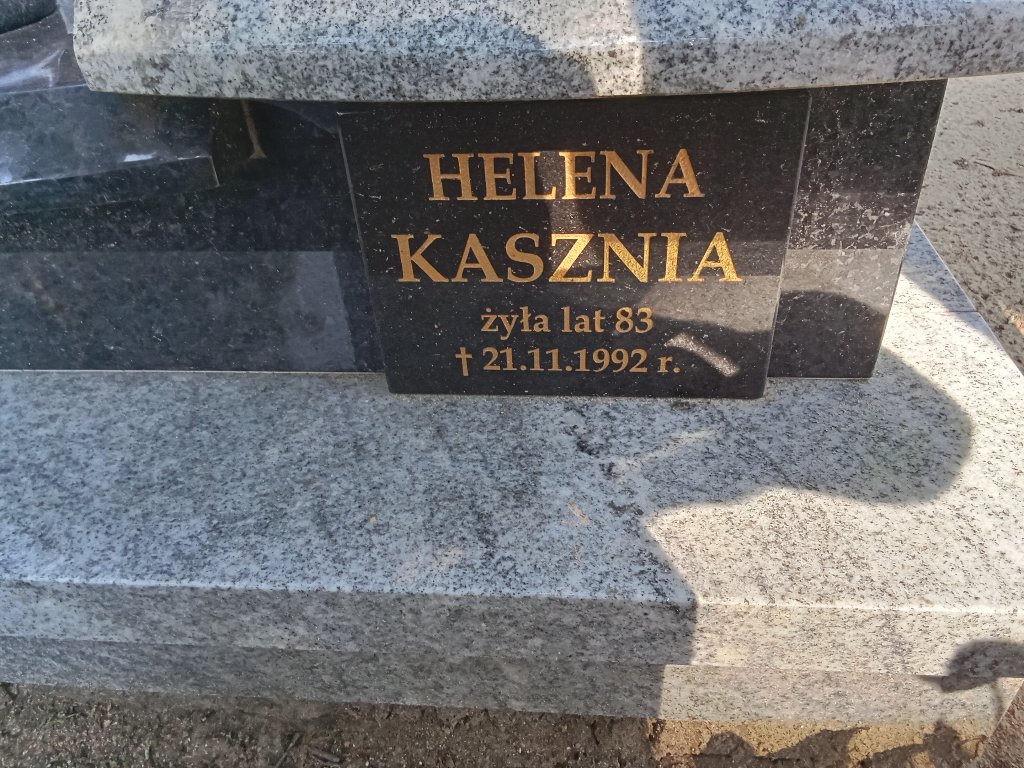 HELENA
KASZNIA
żyła lat 83
† 21.11.1992 r.